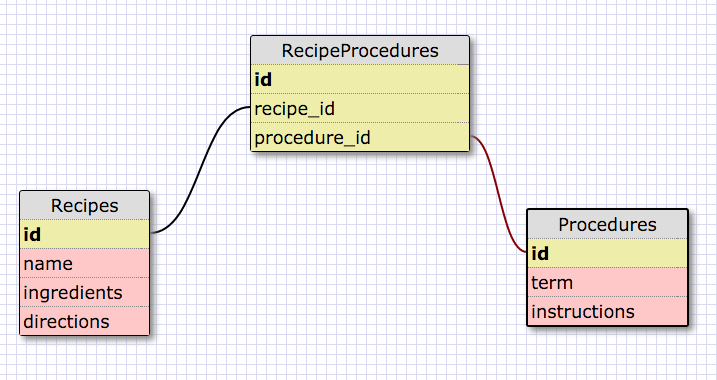 RecipeProcedures
id
recipe_id
procedure_id
Recipes
id
name
ingredients
directions
Procedures
id
term
instructions